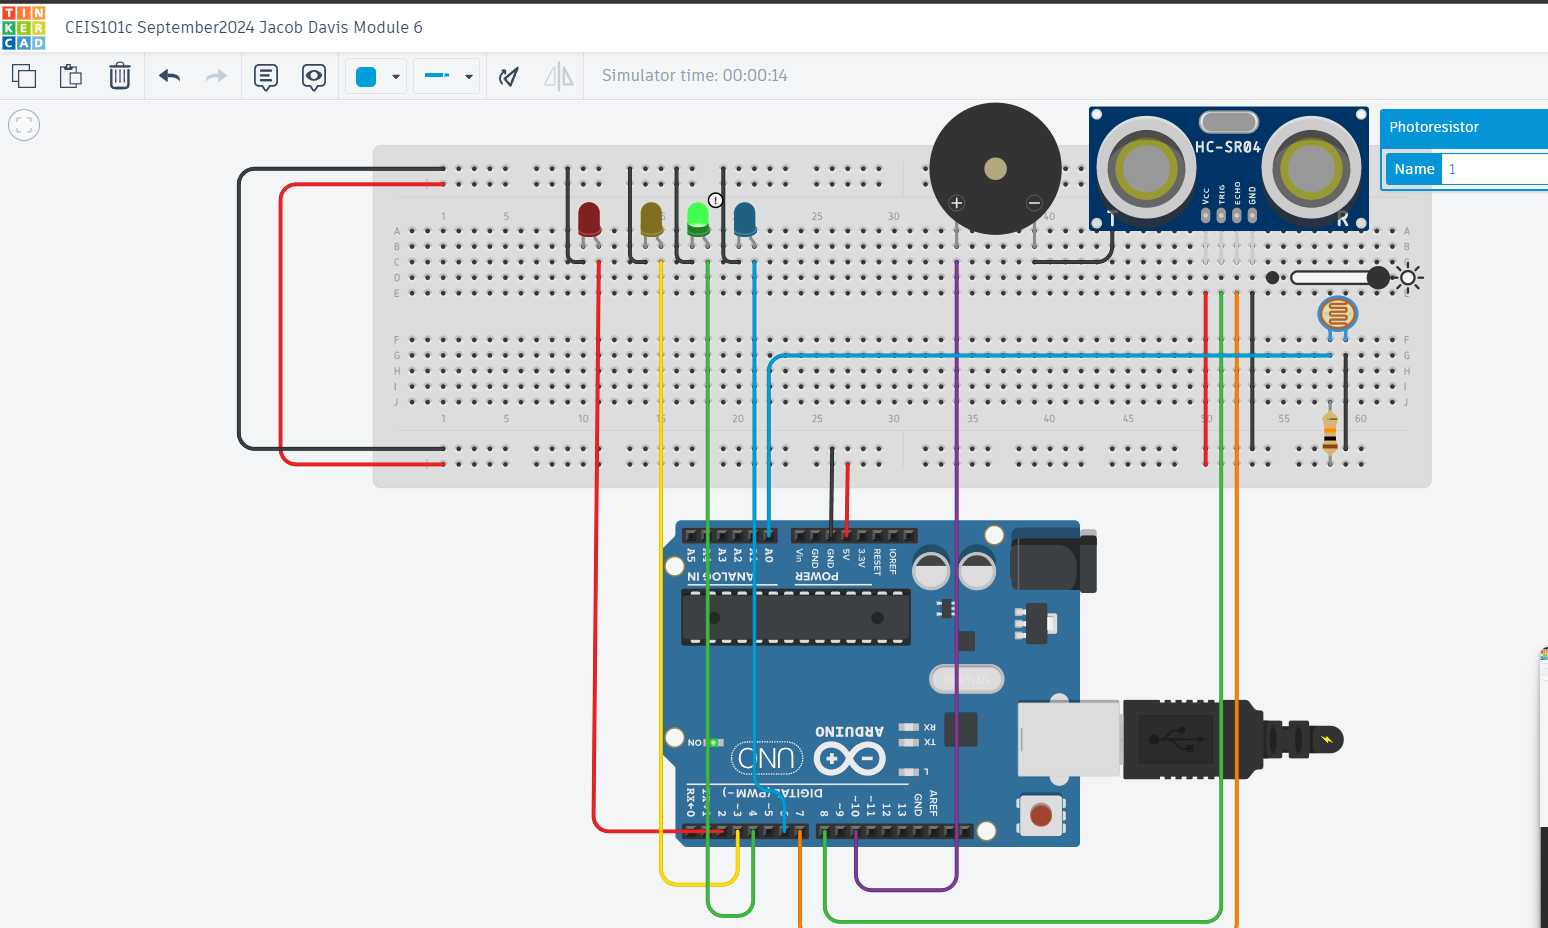 TIN
KER
CAD
CEIS101c September2024 Jacob Davis Module 6
Simulator time: 00:00:14
Photoresistor
Name 1
HC-SR04
VCC TRIG ECHO GND
T R
+ −
1 5 25 30 40
A A
B B
C
D D
E E
F F
G G
H H
I I
J J
1 5 10 15 20 25 30 35 40 45 50 55 60
A5 A3 A2 A0 Vin GND GND 5V 3.3V RESET IOREF
ANALOG IN POWER
RX
TX
L
ON
UNO
ARDUINO
DIGITAL (PWM ~)
RX←0 2 ~3 4 ~5 7 8 ~9 ~10 ~11 12 13 GND AREF